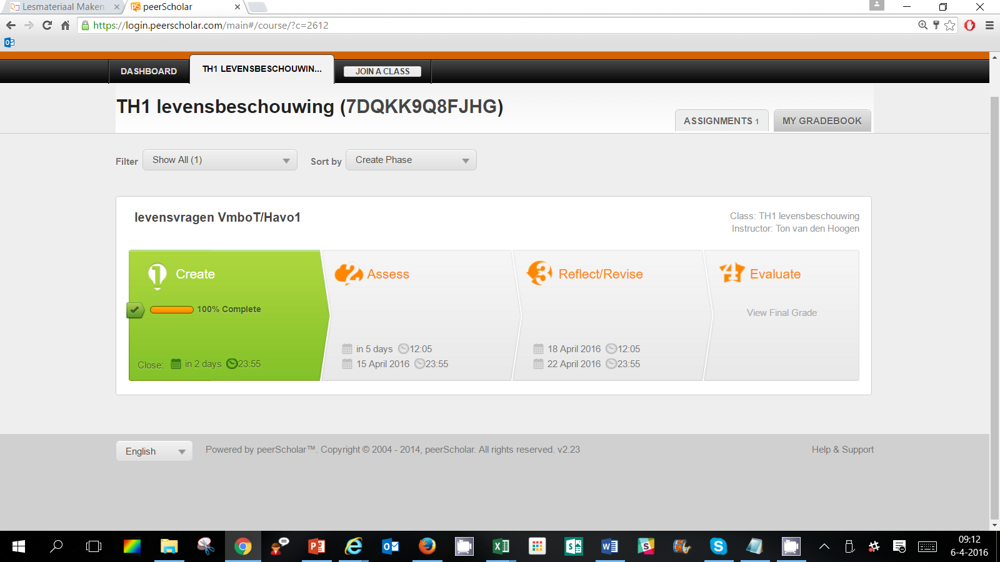 Lesmateriaal Maken
peerScholar
https://login.peerscholar.com/main#/course/?c=2612
DASHBOARD
TH1 LEVENSBESCHOUWIN...
JOIN A CLASS
TH1 levensbeschouwing (7DQKK9Q8FJHG)
ASSIGNMENTS 1
MY GRADEBOOK
Filter
Show All (1)
Sort by
Create Phase
levensvragen VmboT/Havo1
Class: TH1 levensbeschouwing
Instructor: Ton van den Hoogen
1 Create
100% Complete
Close: in 2 days 23:55
2 Assess
in 5 days 12:05
15 April 2016 23:55
3 Reflect/Revise
18 April 2016 12:05
22 April 2016 23:55
4 Evaluate
View Final Grade
English
Powered by peerScholar™. Copyright © 2004 - 2014, peerScholar. All rights reserved. v2.23
Help & Support
09:12
6-4-2016